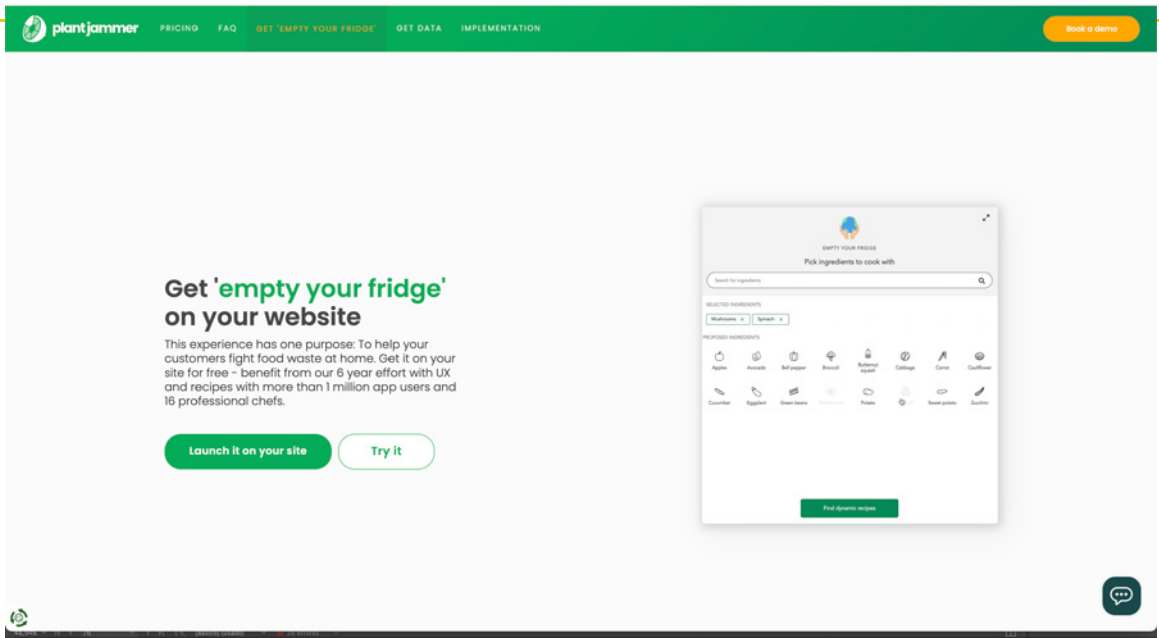 plantjammer
PRICING
FAQ
GET 'EMPTY YOUR FRIDGE'
GET DATA
IMPLEMENTATION
Book a demo
Get 'empty your fridge'
on your website
This experience has one purpose: To help your
customers fight food waste at home. Get it on your
site for free - benefit from our 6 year effort with UX
and recipes with more than 1 million app users and
16 professional chefs.
Launch it on your site
Try it
EMPTY YOUR FRIDGE
Pick ingredients to cook with
Search for ingredients
SELECTED INGREDIENTS
Mushrooms x
Spinach x
PROPOSED INGREDIENTS
Apples
Avocado
Bell pepper
Broccoli
Butternut
squash
Cabbage
Carrot
Cauliflower
Cucumber
Eggplant
Green beans
Potato
Sweet potato
Zucchini
Find dynamic recipes